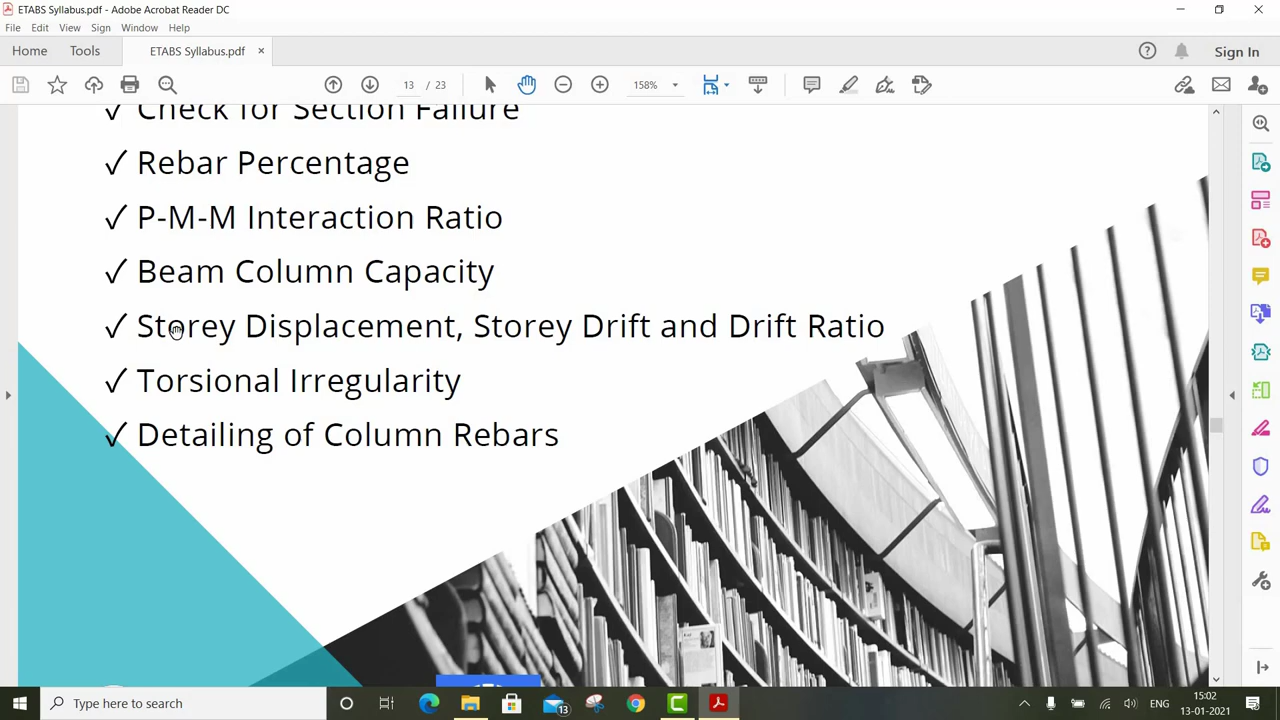 ETABS Syllabus.pdf - Adobe Acrobat Reader DC
File Edit View Sign Window Help
Home Tools ETABS Syllabus.pdf × Sign In
13 / 23 158%
✓ Check for Section Failure
✓ Rebar Percentage
✓ P-M-M Interaction Ratio
✓ Beam Column Capacity
✓ Storey Displacement, Storey Drift and Drift Ratio
✓ Torsional Irregularity
✓ Detailing of Column Rebars
Type here to search
13
ENG
15:02
13-01-2021